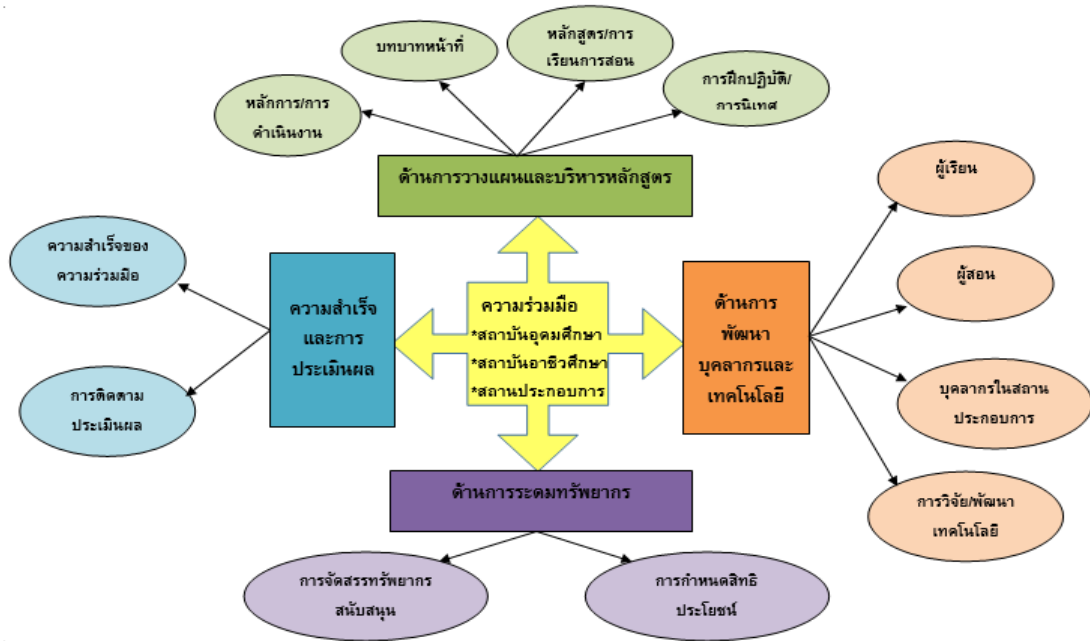 หลักการ/การ
ดำเนินงาน
บทบาทหน้าที่
หลักสูตร/การ
เรียนการสอน
การฝึกปฏิบัติ/
การนิเทศ
ด้านการวางแผนและบริหารหลักสูตร
ความสำเร็จของ
ความร่วมมือ
การติดตาม
ประเมินผล
ความสำเร็จ
และการ
ประเมินผล
ความร่วมมือ
*สถาบันอุดมศึกษา
*สถาบันอาชีวศึกษา
*สถานประกอบการ
ด้านการ
พัฒนา
บุคลากรและ
เทคโนโลยี
ผู้เรียน
ผู้สอน
บุคลากรในสถาน
ประกอบการ
การวิจัย/พัฒนา
เทคโนโลยี
ด้านการระดมทรัพยากร
การจัดสรรทรัพยากร
สนับสนุน
การกำหนดสิทธิ
ประโยชน์